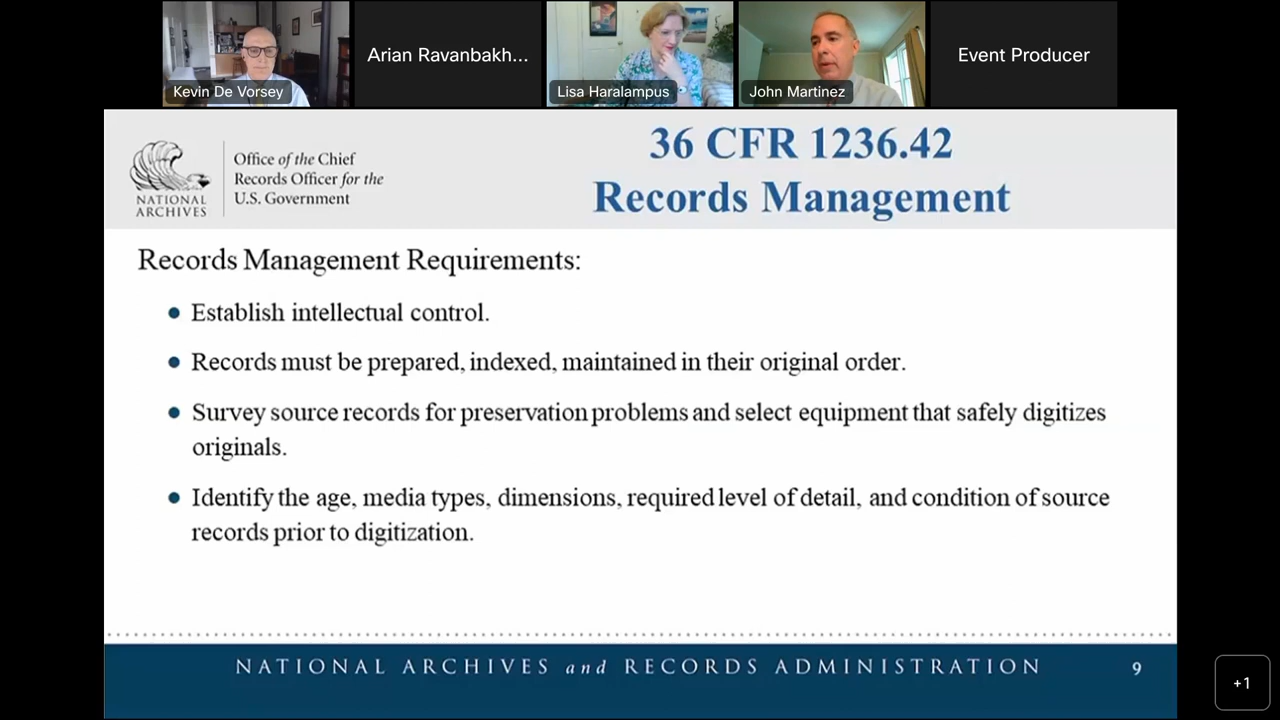 Kevin De Vorsey
Arian Ravanbakh...
Lisa Haralampus
John Martinez
Event Producer
NATIONAL
ARCHIVES
Office of the Chief
Records Officer for the
U.S. Government
36 CFR 1236.42
Records Management
Records Management Requirements:
● Establish intellectual control.
● Records must be prepared, indexed, maintained in their original order.
● Survey source records for preservation problems and select equipment that safely digitizes
originals.
● Identify the age, media types, dimensions, required level of detail, and condition of source
records prior to digitization.
NATIONAL ARCHIVES and RECORDS ADMINISTRATION
9
+1